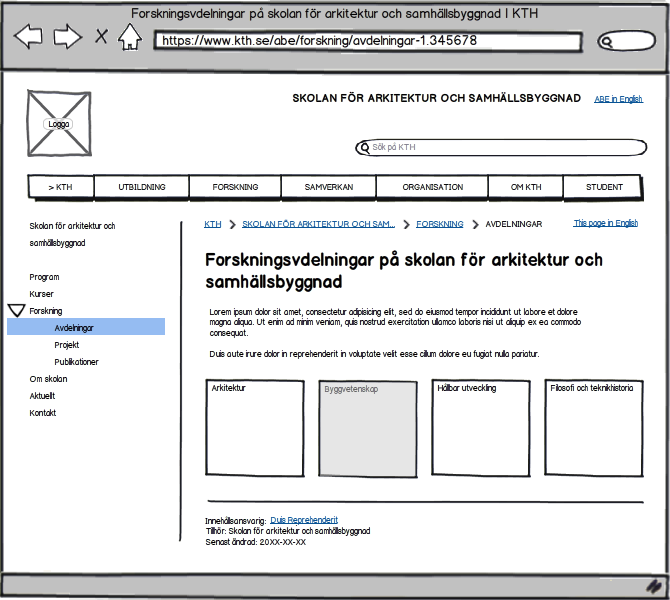 Forskningsvdelningar på skolan för arkitektur och samhällsbyggnad | KTH
https://www.kth.se/abe/forskning/avdelningar-1.345678
Logga
SKOLAN FÖR ARKITEKTUR OCH SAMHÄLLSBYGGNAD
ABE in English
Sök på KTH
> KTH
UTBILDNING
FORSKNING
SAMVERKAN
ORGANISATION
OM KTH
STUDENT
Skolan för arkitektur och
samhällsbyggnad
Program
Kurser
Forskning
Avdelningar
Projekt
Publikationer
Om skolan
Aktuellt
Kontakt
KTH > SKOLAN FÖR ARKITEKTUR OCH SAM... > FORSKNING > AVDELNINGAR
This page in English
Forskningsvdelningar på skolan för arkitektur och
samhällsbyggnad
Lorem ipsum dolor sit amet, consectetur adipisicing elit, sed do eiusmod tempor incididunt ut labore et dolore
magna aliqua. Ut enim ad minim veniam, quis nostrud exercitation ullamco laboris nisi ut aliquip ex ea commodo
consequat.
Duis aute irure dolor in reprehenderit in voluptate velit esse cillum dolore eu fugiat nulla pariatur.
Arkitektur
Byggvetenskap
Hållbar utveckling
Filosofi och teknikhistoria
Innehållsansvarig: Duis Reprehenderit
Tillhör: Skolan för arkitektur och samhällsbyggnad
Senast ändrad: 20XX-XX-XX